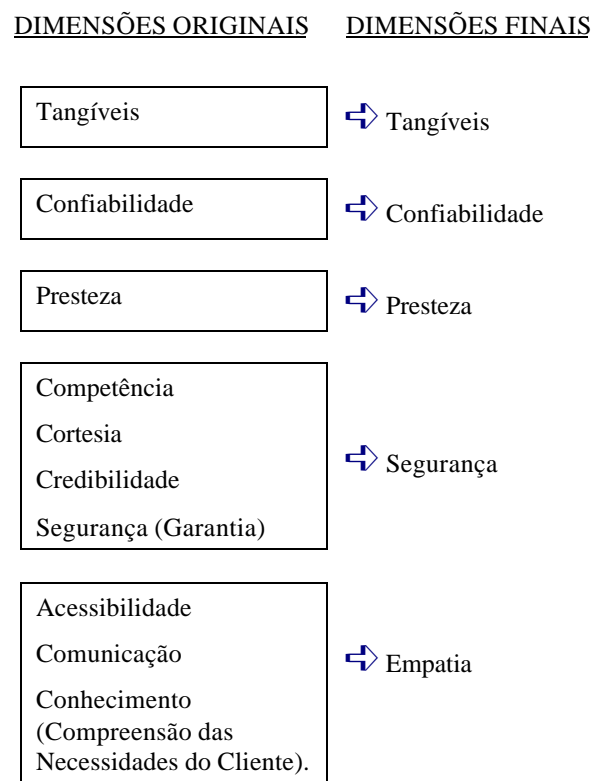 DIMENSÕES ORIGINAIS DIMENSÕES FINAIS
Tangíveis Tangíveis
Confiabilidade Confiabilidade
Presteza Presteza
Competência
Cortesia
Credibilidade
Segurança (Garantia)
Segurança
Acessibilidade
Comunicação
Conhecimento
(Compreensão das
Necessidades do Cliente).
Empatia